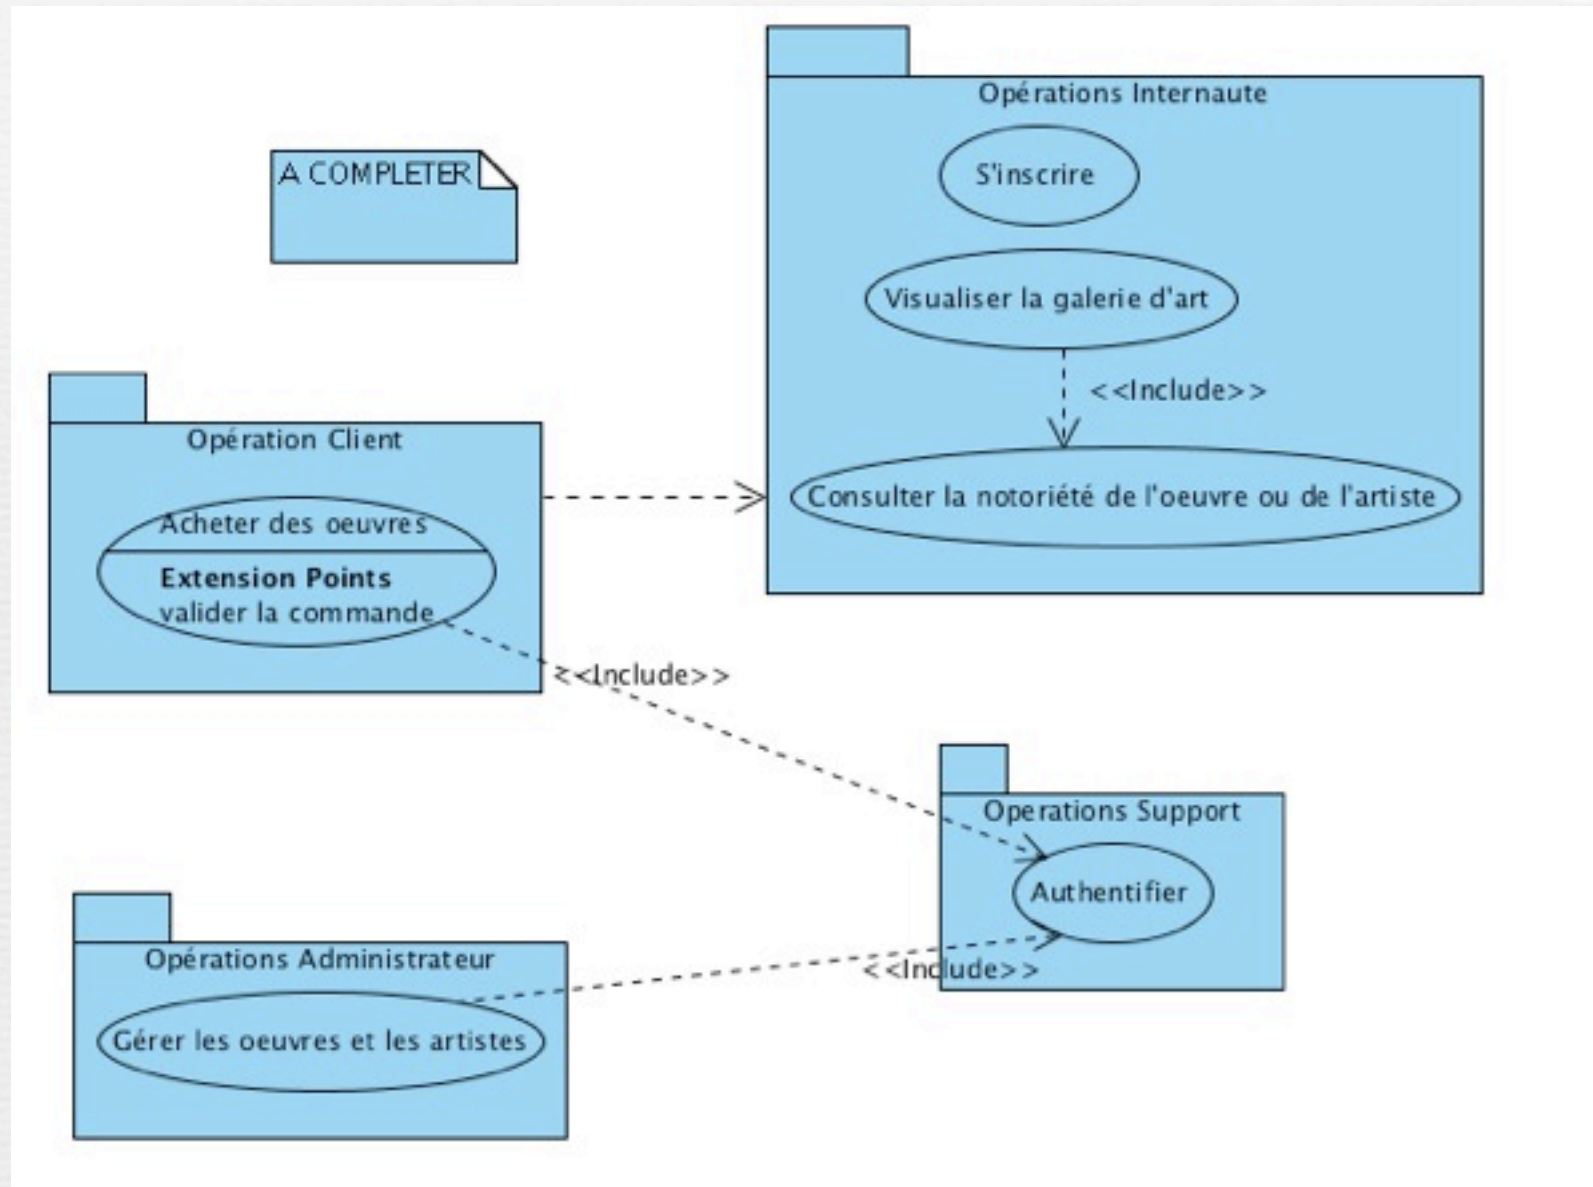 Opérations Internaute
A COMPLETER
S'inscrire
Visualiser la galerie d'art
<<Include>>
Opération Client
Consulter la notoriété de l'oeuvre ou de l'artiste
Acheter des oeuvres
Extension Points
valider la commande
<<Include>>
Operations Support
Authentifier
Opérations Administrateur
<<Include>>
Gérer les oeuvres et les artistes